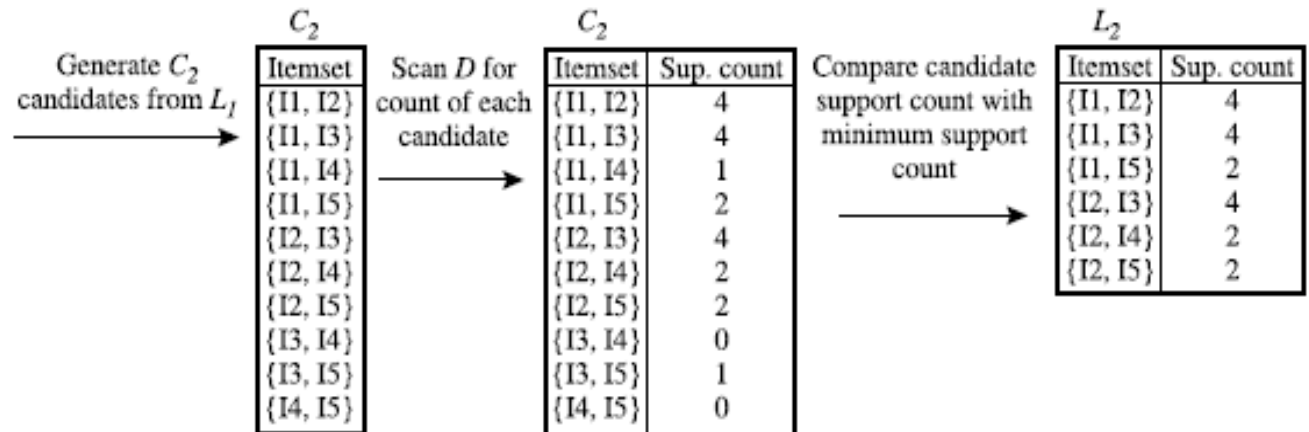 C2
Generate C2
candidates from L1
Itemset
{I1, I2}
{I1, I3}
{I1, I4}
{I1, I5}
{I2, I3}
{I2, I4}
{I2, I5}
{I3, I4}
{I3, I5}
{I4, I5}
Scan D for
count of each
candidate
C2
Itemset Sup. count
{I1, I2} 4
{I1, I3} 4
{I1, I4} 1
{I1, I5} 2
{I2, I3} 4
{I2, I4} 2
{I2, I5} 2
{I3, I4} 0
{I3, I5} 1
{I4, I5} 0
Compare candidate
support count with
minimum support
count
L2
Itemset Sup. count
{I1, I2} 4
{I1, I3} 4
{I1, I5} 2
{I2, I3} 4
{I2, I4} 2
{I2, I5} 2